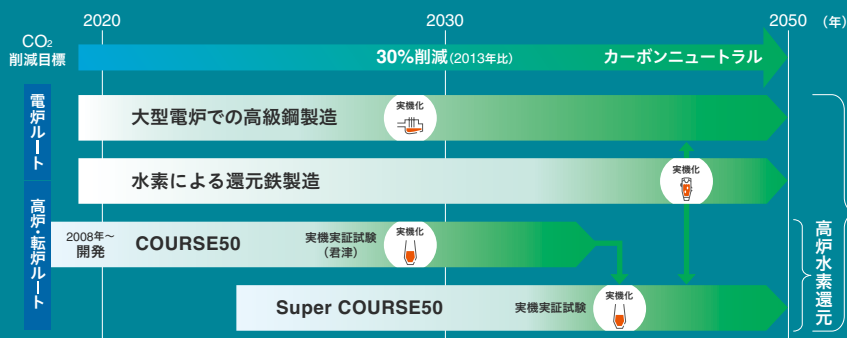 2020
2030
2050 (年)
CO₂
削減目標
30%削減(2013年比)
カーボンニュートラル
電炉ルート
大型電炉での高級鋼製造
実機化
水素による還元鉄製造
実機化
高炉・転炉ルート
2008年〜
開発
COURSE50
実機実証試験
(君津)
実機化
Super COURSE50
実機実証試験
実機化
高炉水素還元